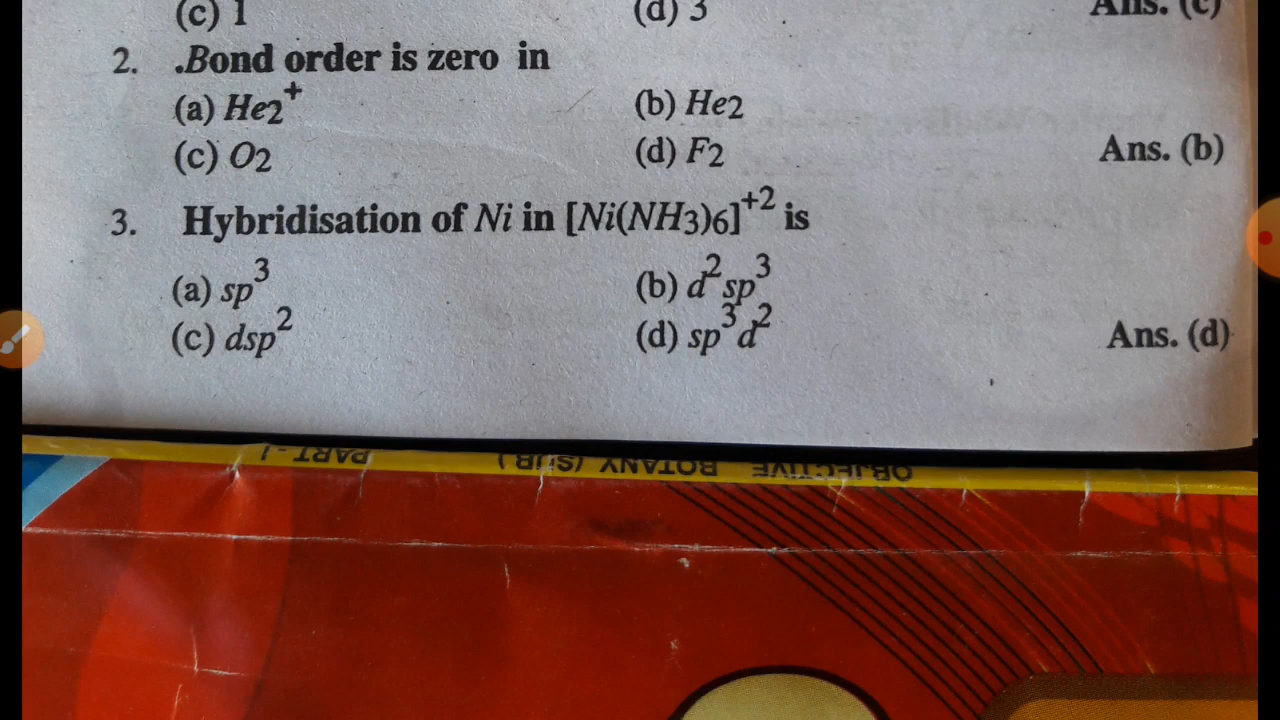 (c) 1 (d) 3 Ans. (c)
2. .Bond order is zero in
(a) He2+ (b) He2
(c) O2 (d) F2 Ans. (b)
3. Hybridisation of Ni in [Ni(NH3)6]+2 is
(a) sp3 (b) d2sp3
(c) dsp2 (d) sp3d2 Ans. (d)
OBJECTIVE BOTANY (SUB) PART - I